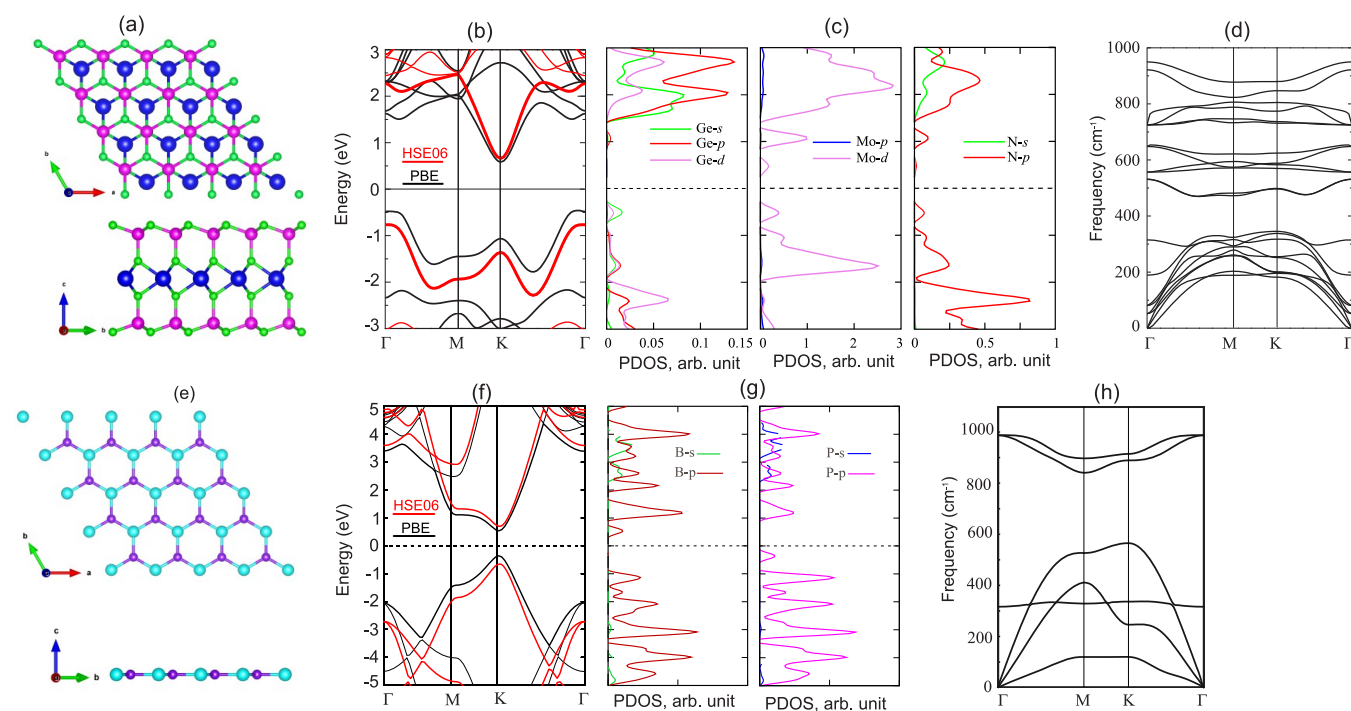 (a)
b
a
c
b
(b)
Energy (eV)
3
2
1
0
-1
-2
-3
HSE06
PBE
Γ
M
K
Γ
(c)
Ge-s
Ge-p
Ge-d
0
0.05
0.1
0.15
PDOS, arb. unit
Mo-p
Mo-d
0
1
2
3
PDOS, arb. unit
N-s
N-p
0
0.5
1
PDOS, arb. unit
(d)
Frequency (cm⁻¹)
1000
800
600
400
200
0
Γ
M
K
Γ
(e)
b
a
c
b
(f)
Energy (eV)
5
4
3
2
1
0
-1
-2
-3
-4
-5
HSE06
PBE
Γ
M
K
Γ
(g)
B-s
B-p
PDOS, arb. unit
P-s
P-p
PDOS, arb. unit
(h)
Frequency (cm⁻¹)
1000
800
600
400
200
0
Γ
M
K
Γ